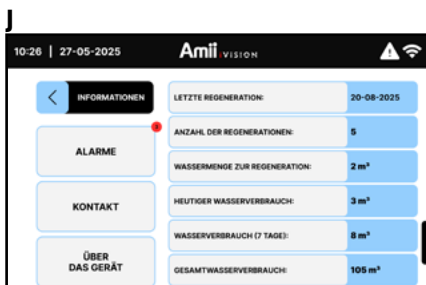 J
10:26 | 27-05-2025 Amii.VISION
INFORMATIONEN
LETZTE REGENERATION: 20-08-2025
1
ANZAHL DER REGENERATIONEN: 5
ALARME
WASSERMENGE ZUR REGENERATION: 2 m³
KONTAKT
HEUTIGER WASSERVERBRAUCH: 3 m³
WASSERVERBRAUCH (7 TAGE): 8 m³
ÜBER
DAS GERÄT
GESAMTWASSERVERBRAUCH: 105 m³